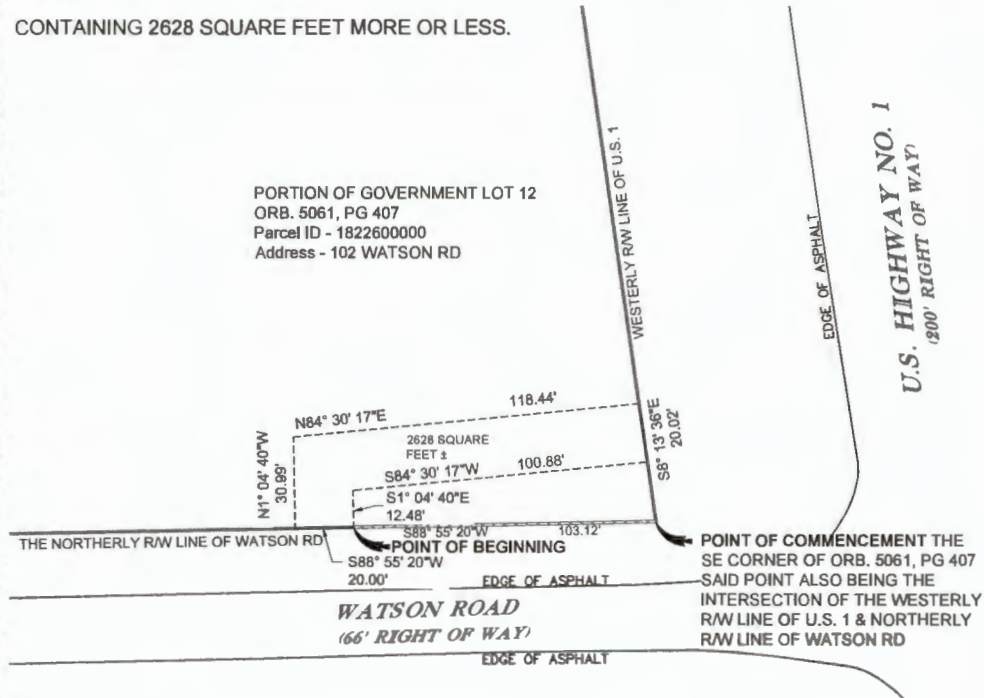 CONTAINING 2628 SQUARE FEET MORE OR LESS.
PORTION OF GOVERNMENT LOT 12
ORB. 5061, PG 407
Parcel ID - 1822600000
Address - 102 WATSON RD
WESTERLY R/W LINE OF U.S. 1
EDGE OF ASPHALT
U.S. HIGHWAY NO. 1
(200' RIGHT OF WAY)
N84° 30' 17"E
118.44'
S8° 13' 36"E
20.02'
N1° 04' 40"W
30.99'
2628 SQUARE
FEET ±
S84° 30' 17"W
100.88'
S1° 04' 40"E
12.48'
S88° 55' 20"W
103.12'
THE NORTHERLY R/W LINE OF WATSON RD
POINT OF BEGINNING
S88° 55' 20"W
20.00'
POINT OF COMMENCEMENT THE
SE CORNER OF ORB. 5061, PG 407
SAID POINT ALSO BEING THE
INTERSECTION OF THE WESTERLY
R/W LINE OF U.S. 1 & NORTHERLY
R/W LINE OF WATSON RD
EDGE OF ASPHALT
WATSON ROAD
(66' RIGHT OF WAY)
EDGE OF ASPHALT